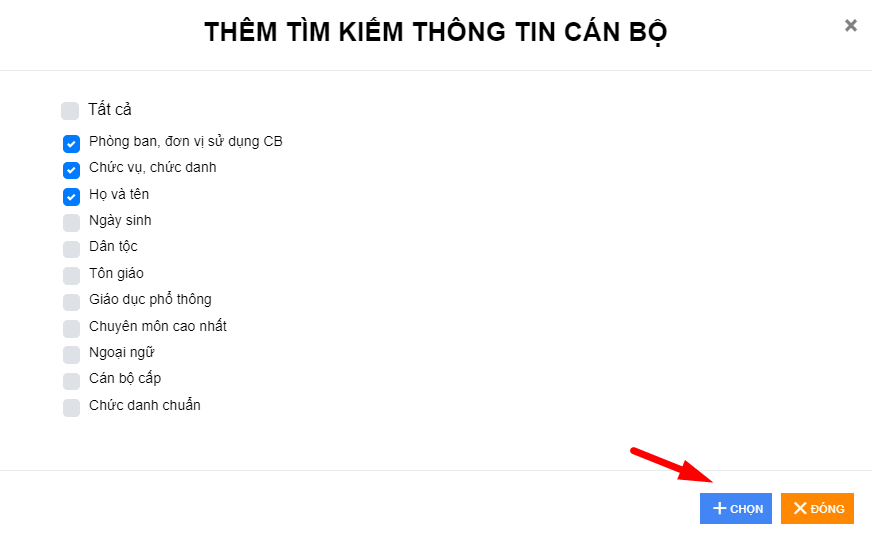 THÊM TÌM KIẾM THÔNG TIN CÁN BỘ
Tất cả
Phòng ban, đơn vị sử dụng CB
Chức vụ, chức danh
Họ và tên
Ngày sinh
Dân tộc
Tôn giáo
Giáo dục phổ thông
Chuyên môn cao nhất
Ngoại ngữ
Cán bộ cấp
Chức danh chuẩn
CHỌN ĐÓNG